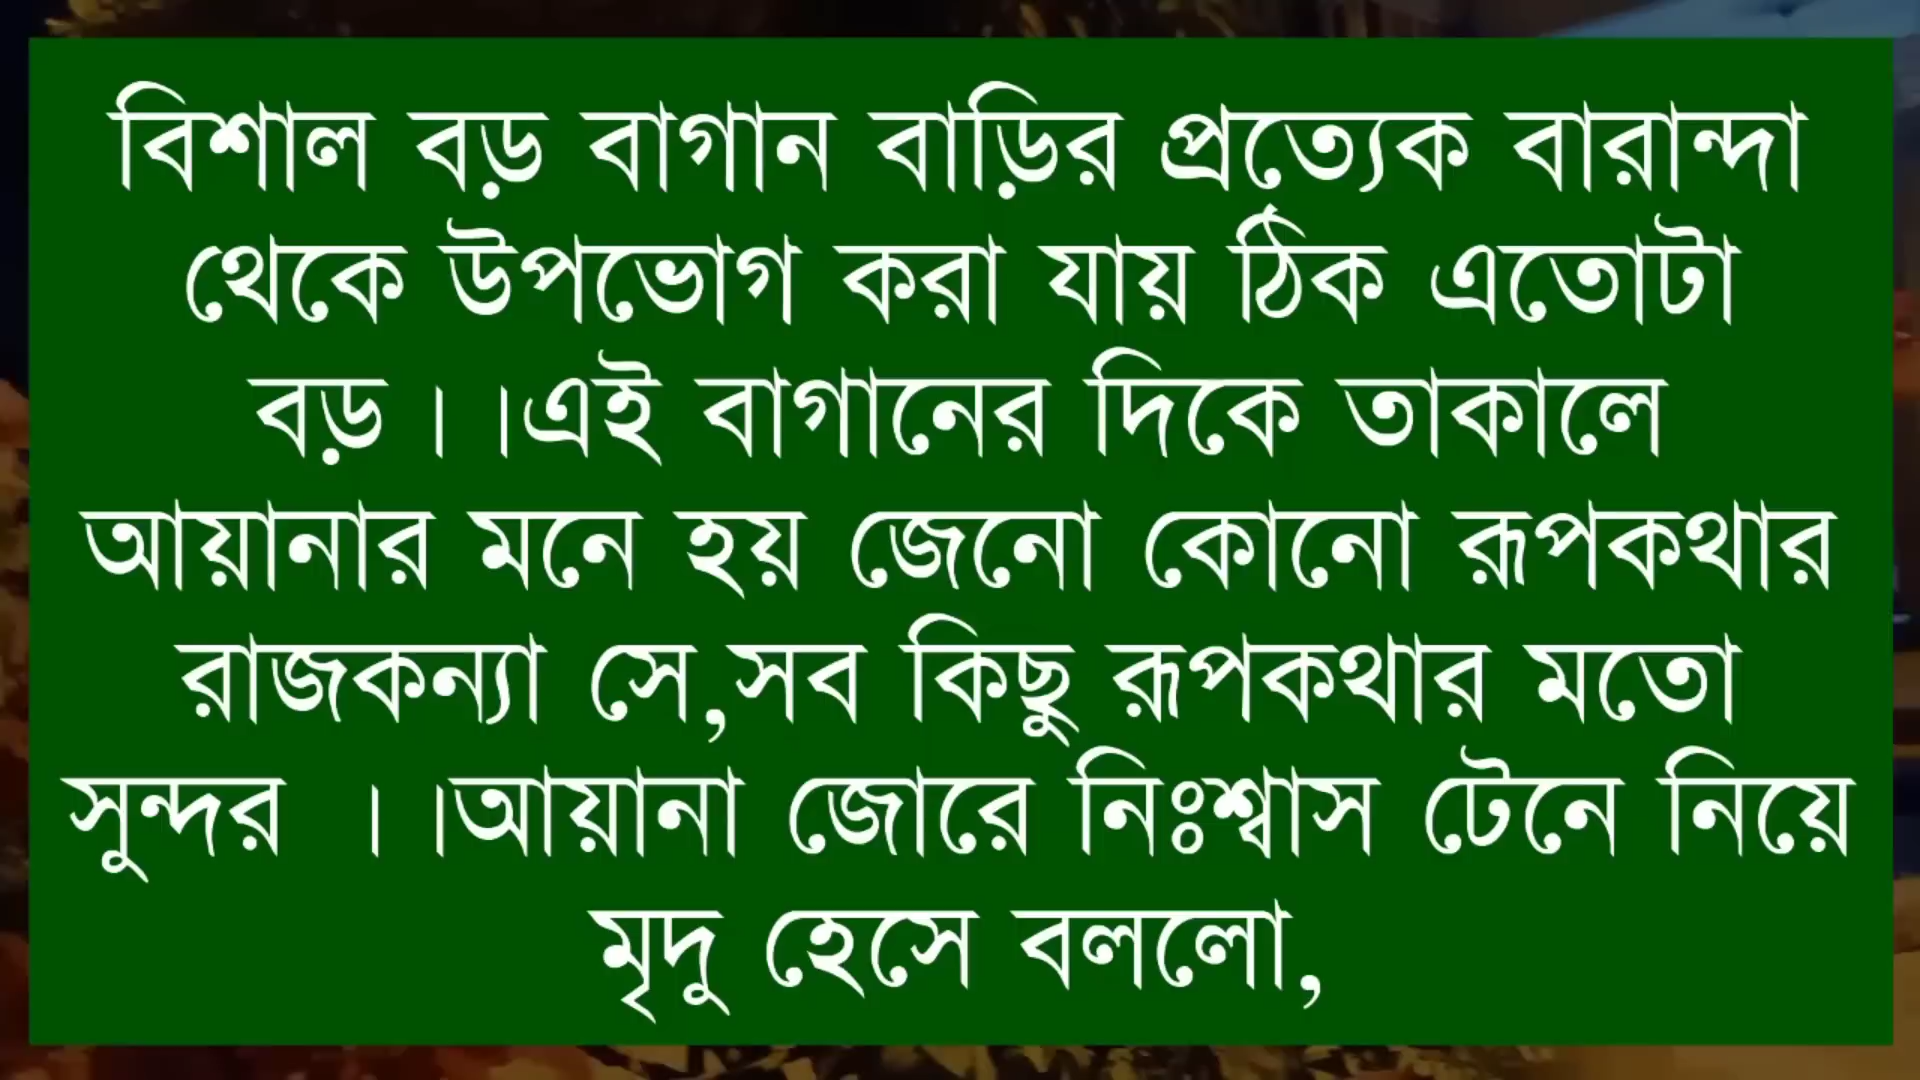 বিশাল বড় বাগান বাড়ির প্রত্যেক বারান্দা
থেকে উপভোগ করা যায় ঠিক এতোটা
বড় । ।এই বাগানের দিকে তাকালে
আয়ানার মনে হয় জেনো কোনো রূপকথার
রাজকন্যা সে,সব কিছু রূপকথার মতো
সুন্দর । ।আয়ানা জোরে নিঃশ্বাস টেনে নিয়ে
মৃদু হেসে বললো,